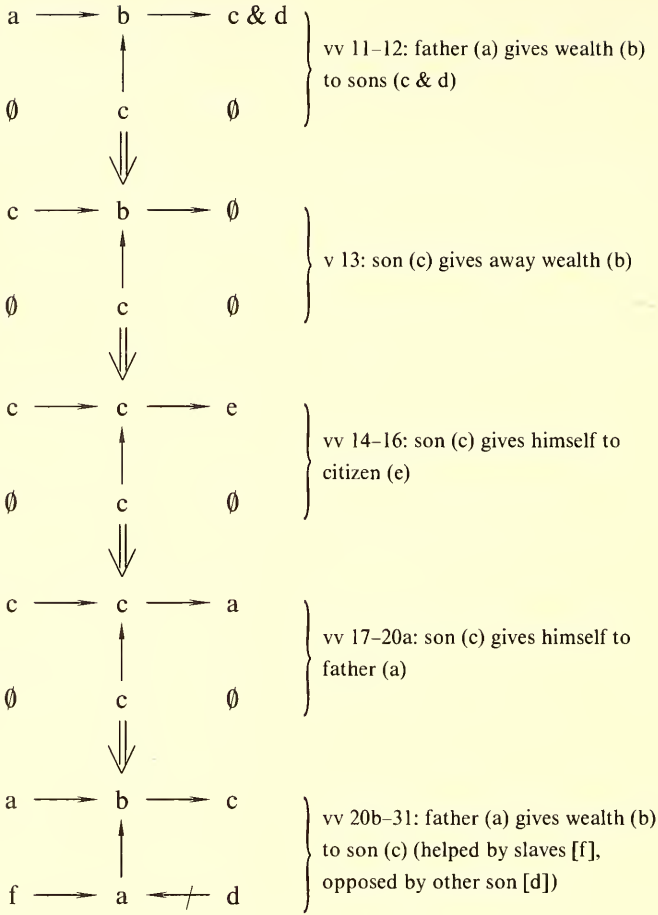 a → b → c & d
vv 11–12: father (a) gives wealth (b)
to sons (c & d)
∅ c ∅
c → b → ∅
v 13: son (c) gives away wealth (b)
∅ c ∅
c → c → e
vv 14–16: son (c) gives himself to
citizen (e)
∅ c ∅
c → c → a
vv 17–20a: son (c) gives himself to
father (a)
∅ c ∅
a → b → c
vv 20b–31: father (a) gives wealth (b)
to son (c) (helped by slaves [f],
opposed by other son [d])
f → a ↚ d